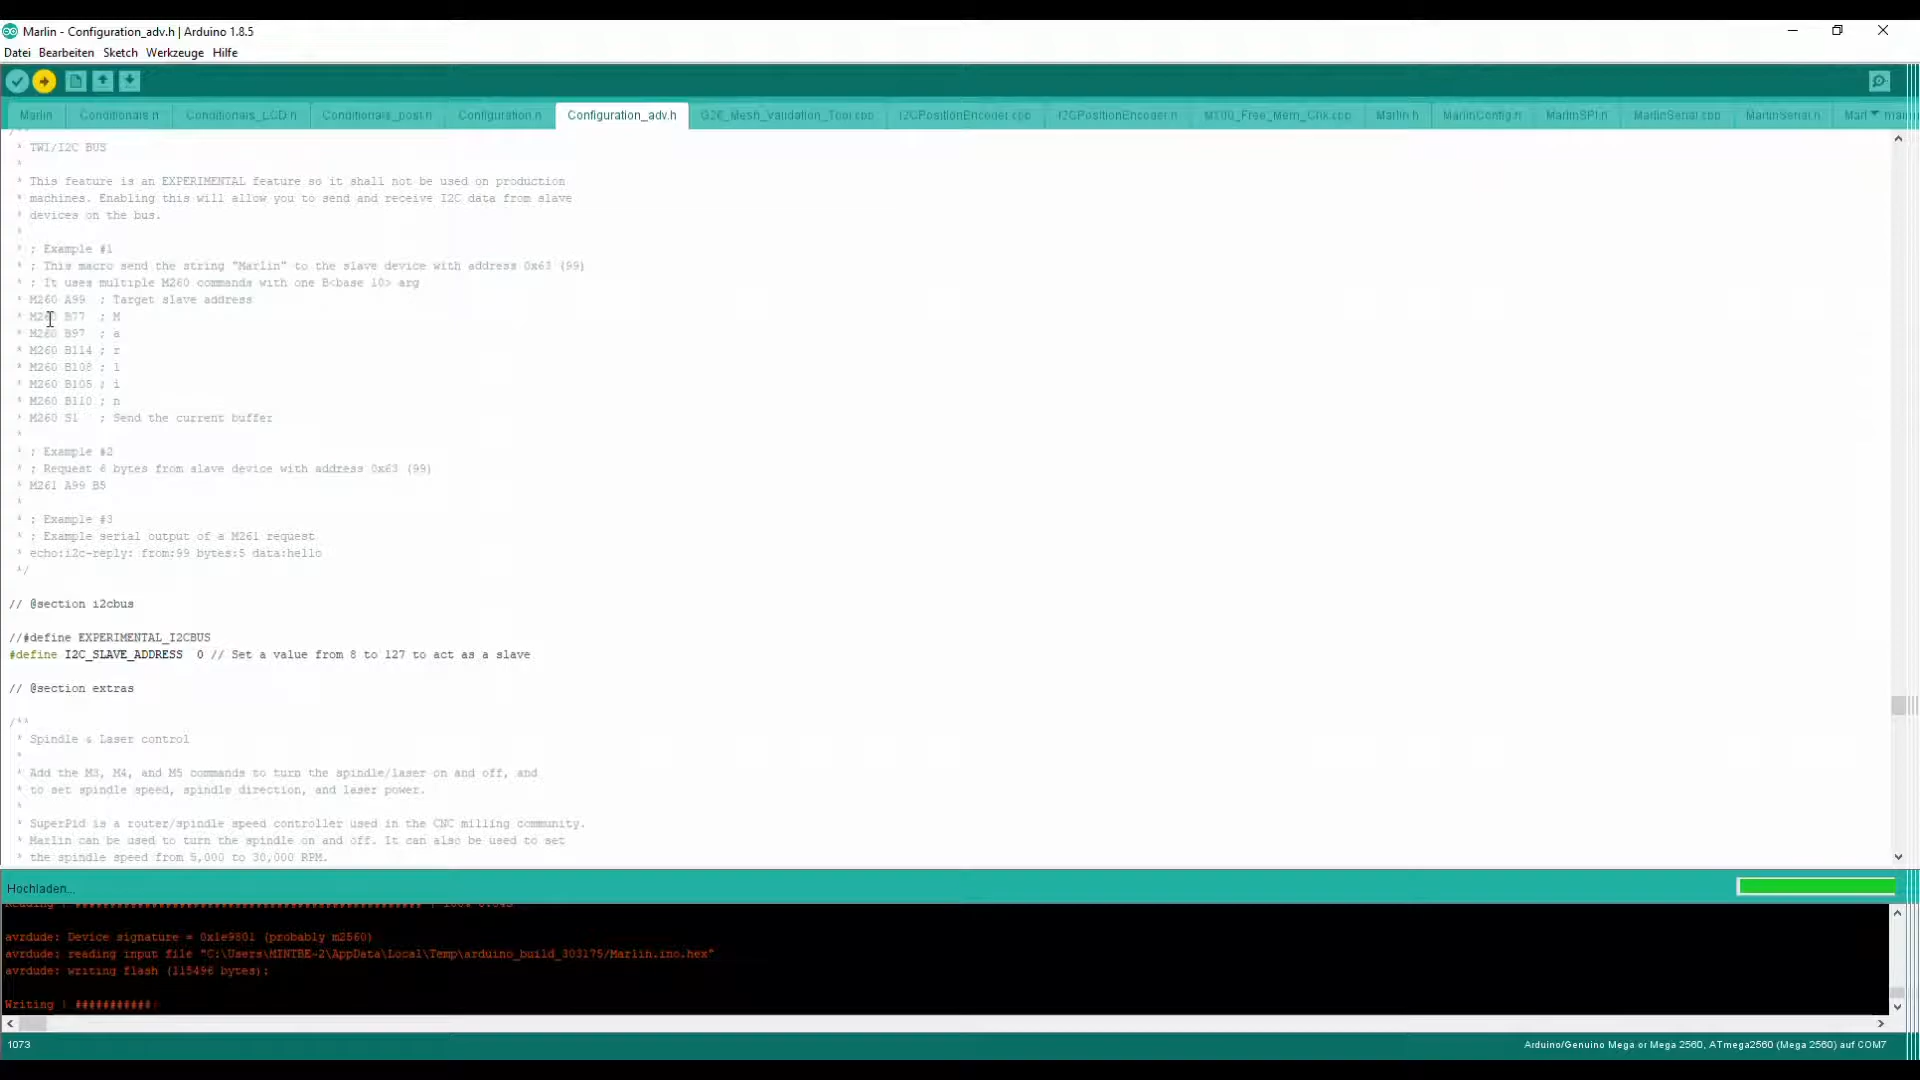 Marlin - Configuration_adv.h | Arduino 1.8.5
Datei Bearbeiten Sketch Werkzeuge Hilfe
Marlin Conditionals.h Conditionals_LCD.h Conditionals_post.h Configuration.h Configuration_adv.h G26_Mesh_Validation_Tool.cpp I2CPositionEncoder.cpp I2CPositionEncoder.h M100_Free_Mem_Chk.cpp Marlin.h MarlinConfig.h MarlinSPI.h MarlinSerial.cpp MarlinSerial.h Marl
/**
* TWI/I2C BUS
*
* This feature is an EXPERIMENTAL feature so it shall not be used on production
* machines. Enabling this will allow you to send and receive I2C data from slave
* devices on the bus.
*
* ; Example #1
* ; This macro send the string "Marlin" to the slave device with address 0x63 (99)
* ; It uses multiple M260 commands with one B<base 10> arg
* M260 A99  ; Target slave address
* M260 B77  ; M
* M260 B97  ; a
* M260 B114 ; r
* M260 B108 ; l
* M260 B105 ; i
* M260 B110 ; n
* M260 S1   ; Send the current buffer
*
* ; Example #2
* ; Request 6 bytes from slave device with address 0x63 (99)
* M261 A99 B5
*
* ; Example #3
* ; Example serial output of a M261 request
* echo:i2c-reply: from:99 bytes:5 data:hello
*/
// @section i2cbus
//#define EXPERIMENTAL_I2CBUS
#define I2C_SLAVE_ADDRESS  0 // Set a value from 8 to 127 to act as a slave
// @section extras
/**
* Spindle & Laser control
*
* Add the M3, M4, and M5 commands to turn the spindle/laser on and off, and
* to set spindle speed, spindle direction, and laser power.
*
* SuperPid is a router/spindle speed controller used in the CNC milling community.
* Marlin can be used to turn the spindle on and off. It can also be used to set
* the spindle speed from 5,000 to 30,000 RPM.
Hochladen...
Reading | ################################################## | 100%
avrdude: Device signature = 0x1e9801 (probably m2560)
avrdude: reading input file "C:\Users\MINTBE~2\AppData\Local\Temp\arduino_build_303175/Marlin.ino.hex"
avrdude: writing flash (115496 bytes):
Writing | ###########
1073
Arduino/Genuino Mega or Mega 2560, ATmega2560 (Mega 2560) auf COM7